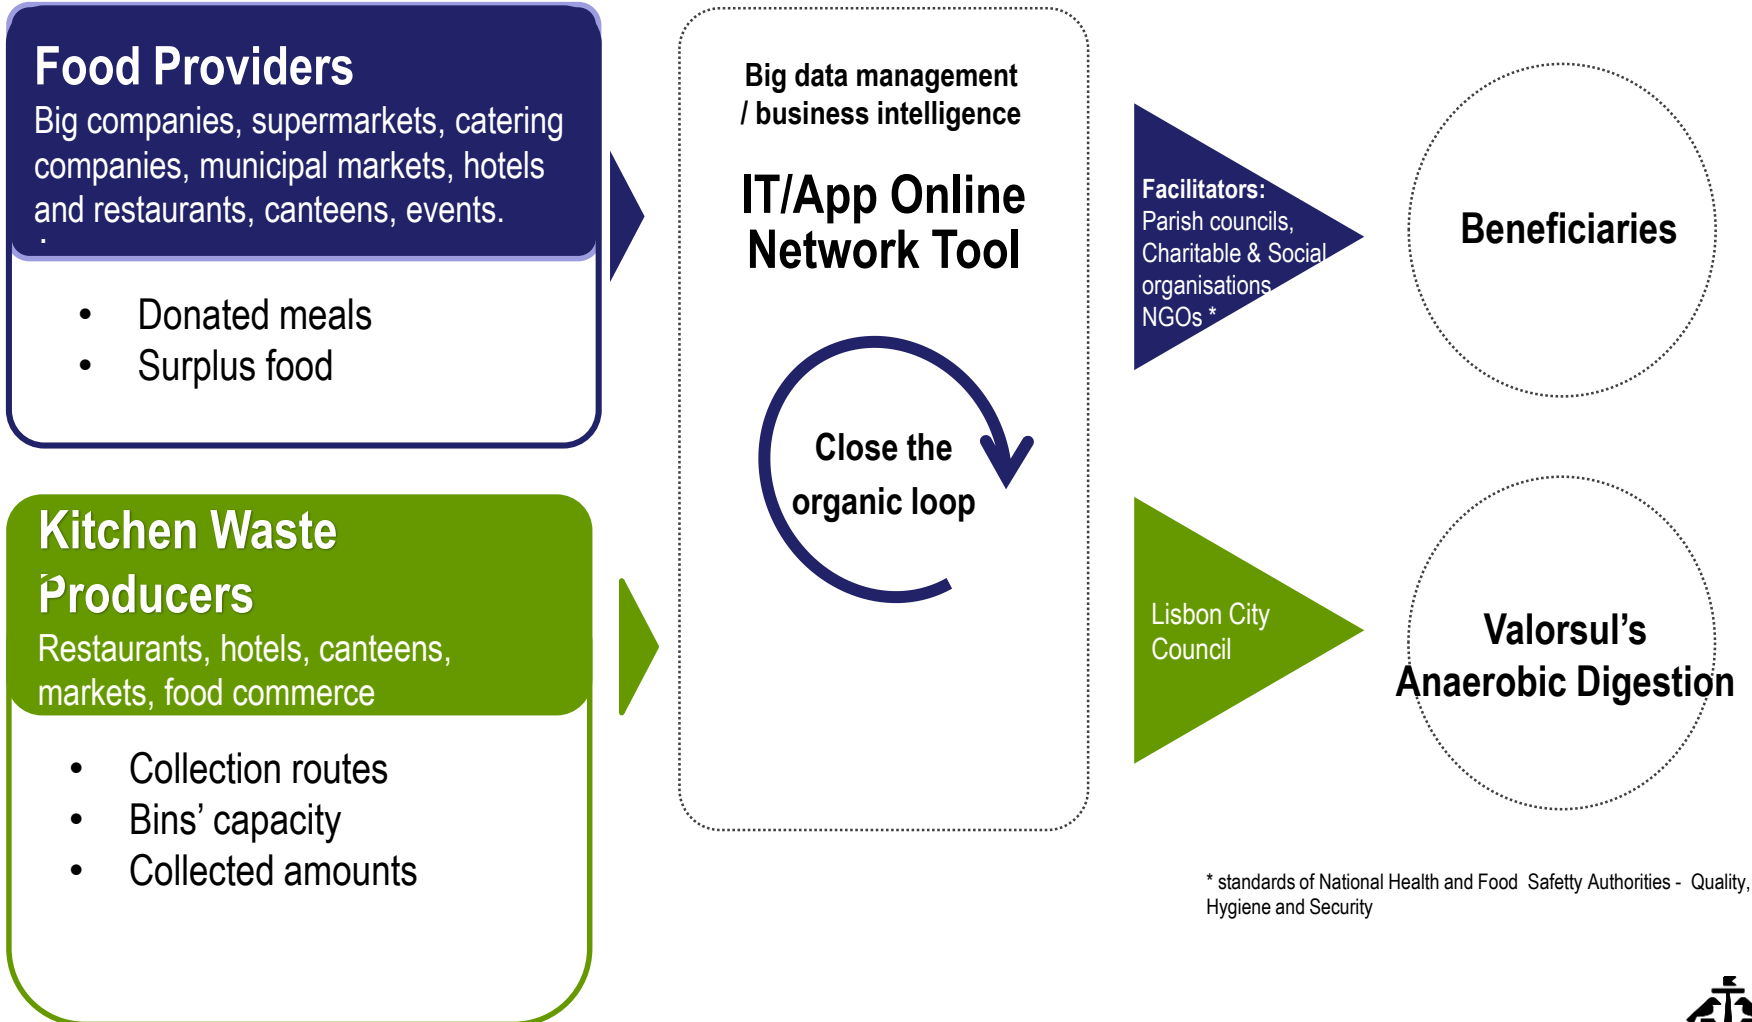 Food Providers
Big companies, supermarkets, catering
companies, municipal markets, hotels
and restaurants, canteens, events.
.
• Donated meals
• Surplus food
Kitchen Waste
Producers
Restaurants, hotels, canteens,
markets, food commerce
• Collection routes
• Bins’ capacity
• Collected amounts
Big data management
/ business intelligence
IT/App Online
Network Tool
Close the
organic loop
Facilitators:
Parish councils,
Charitable & Social
organisations
NGOs *
Beneficiaries
Lisbon City
Council
Valorsul’s
Anaerobic Digestion
* standards of National Health and Food Safetty Authorities - Quality,
Hygiene and Security